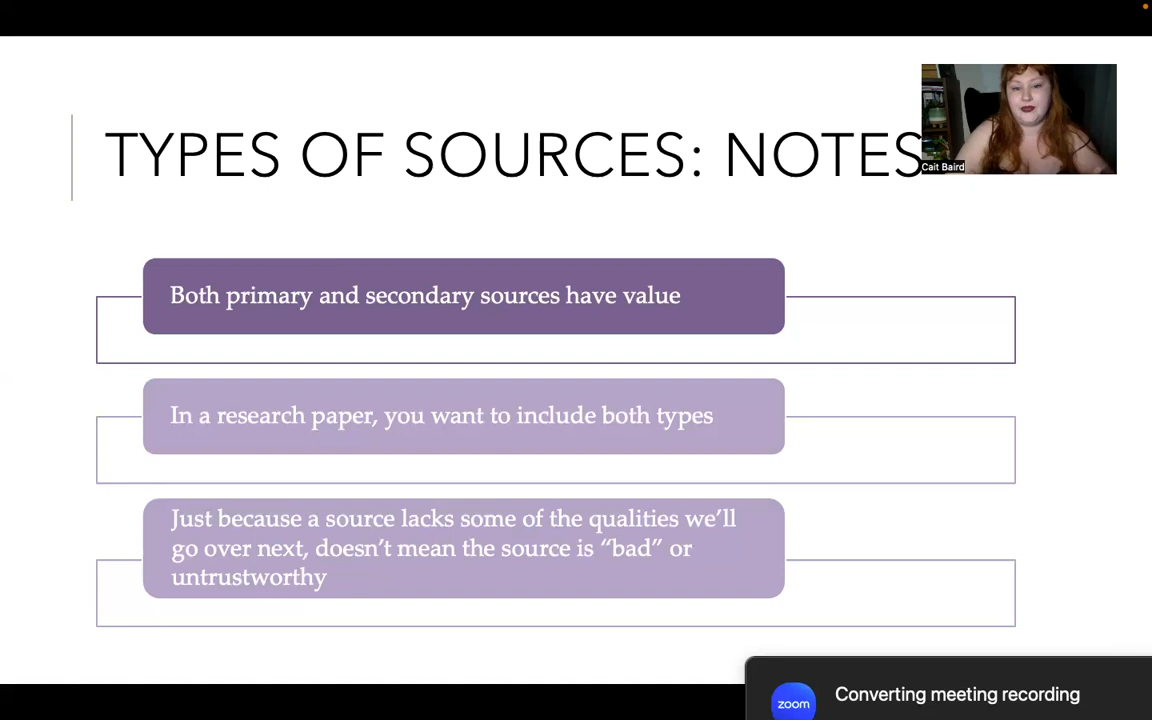 TYPES OF SOURCES: NOTES
Cait Baird
Both primary and secondary sources have value
In a research paper, you want to include both types
Just because a source lacks some of the qualities we’ll
go over next, doesn’t mean the source is “bad” or
untrustworthy
zoom
Converting meeting recording